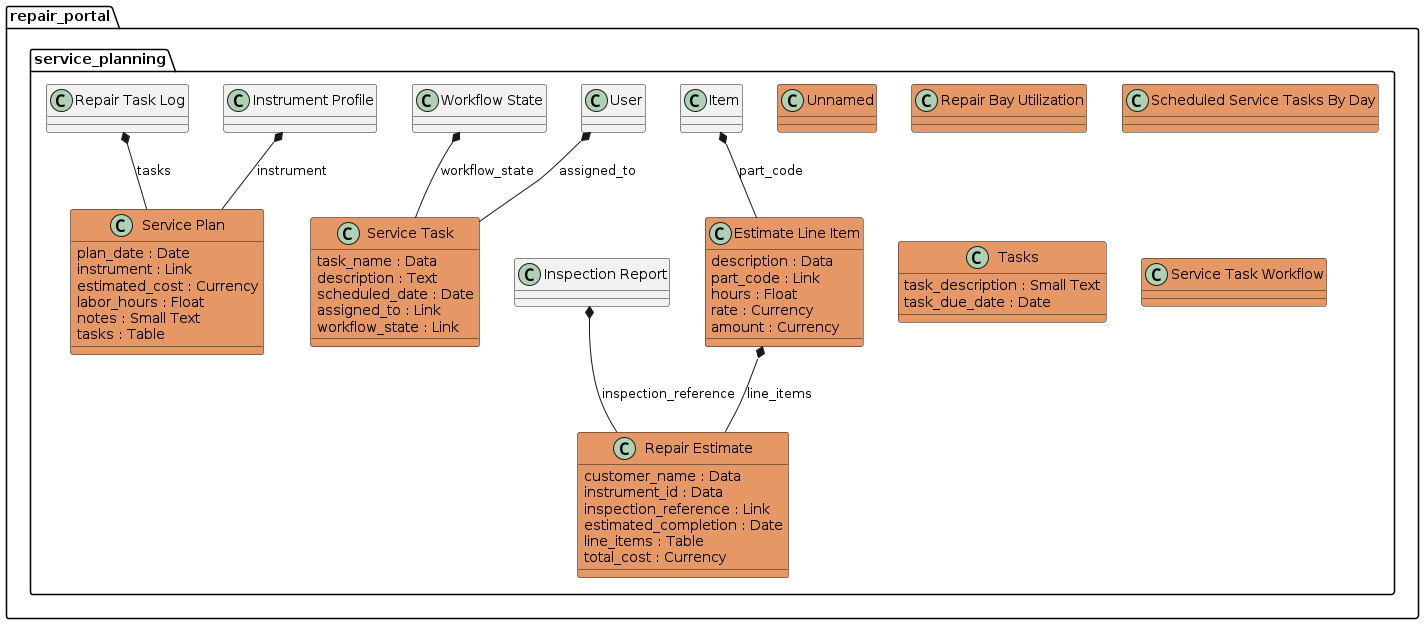 repair_portal
service_planning
C Repair Task Log
C Instrument Profile
C Workflow State
C User
C Item
C Unnamed
C Repair Bay Utilization
C Scheduled Service Tasks By Day
tasks
instrument
workflow_state
assigned_to
part_code
C Service Plan
plan_date : Date
instrument : Link
estimated_cost : Currency
labor_hours : Float
notes : Small Text
tasks : Table
C Service Task
task_name : Data
description : Text
scheduled_date : Date
assigned_to : Link
workflow_state : Link
C Inspection Report
C Estimate Line Item
description : Data
part_code : Link
hours : Float
rate : Currency
amount : Currency
C Tasks
task_description : Small Text
task_due_date : Date
C Service Task Workflow
inspection_reference
line_items
C Repair Estimate
customer_name : Data
instrument_id : Data
inspection_reference : Link
estimated_completion : Date
line_items : Table
total_cost : Currency